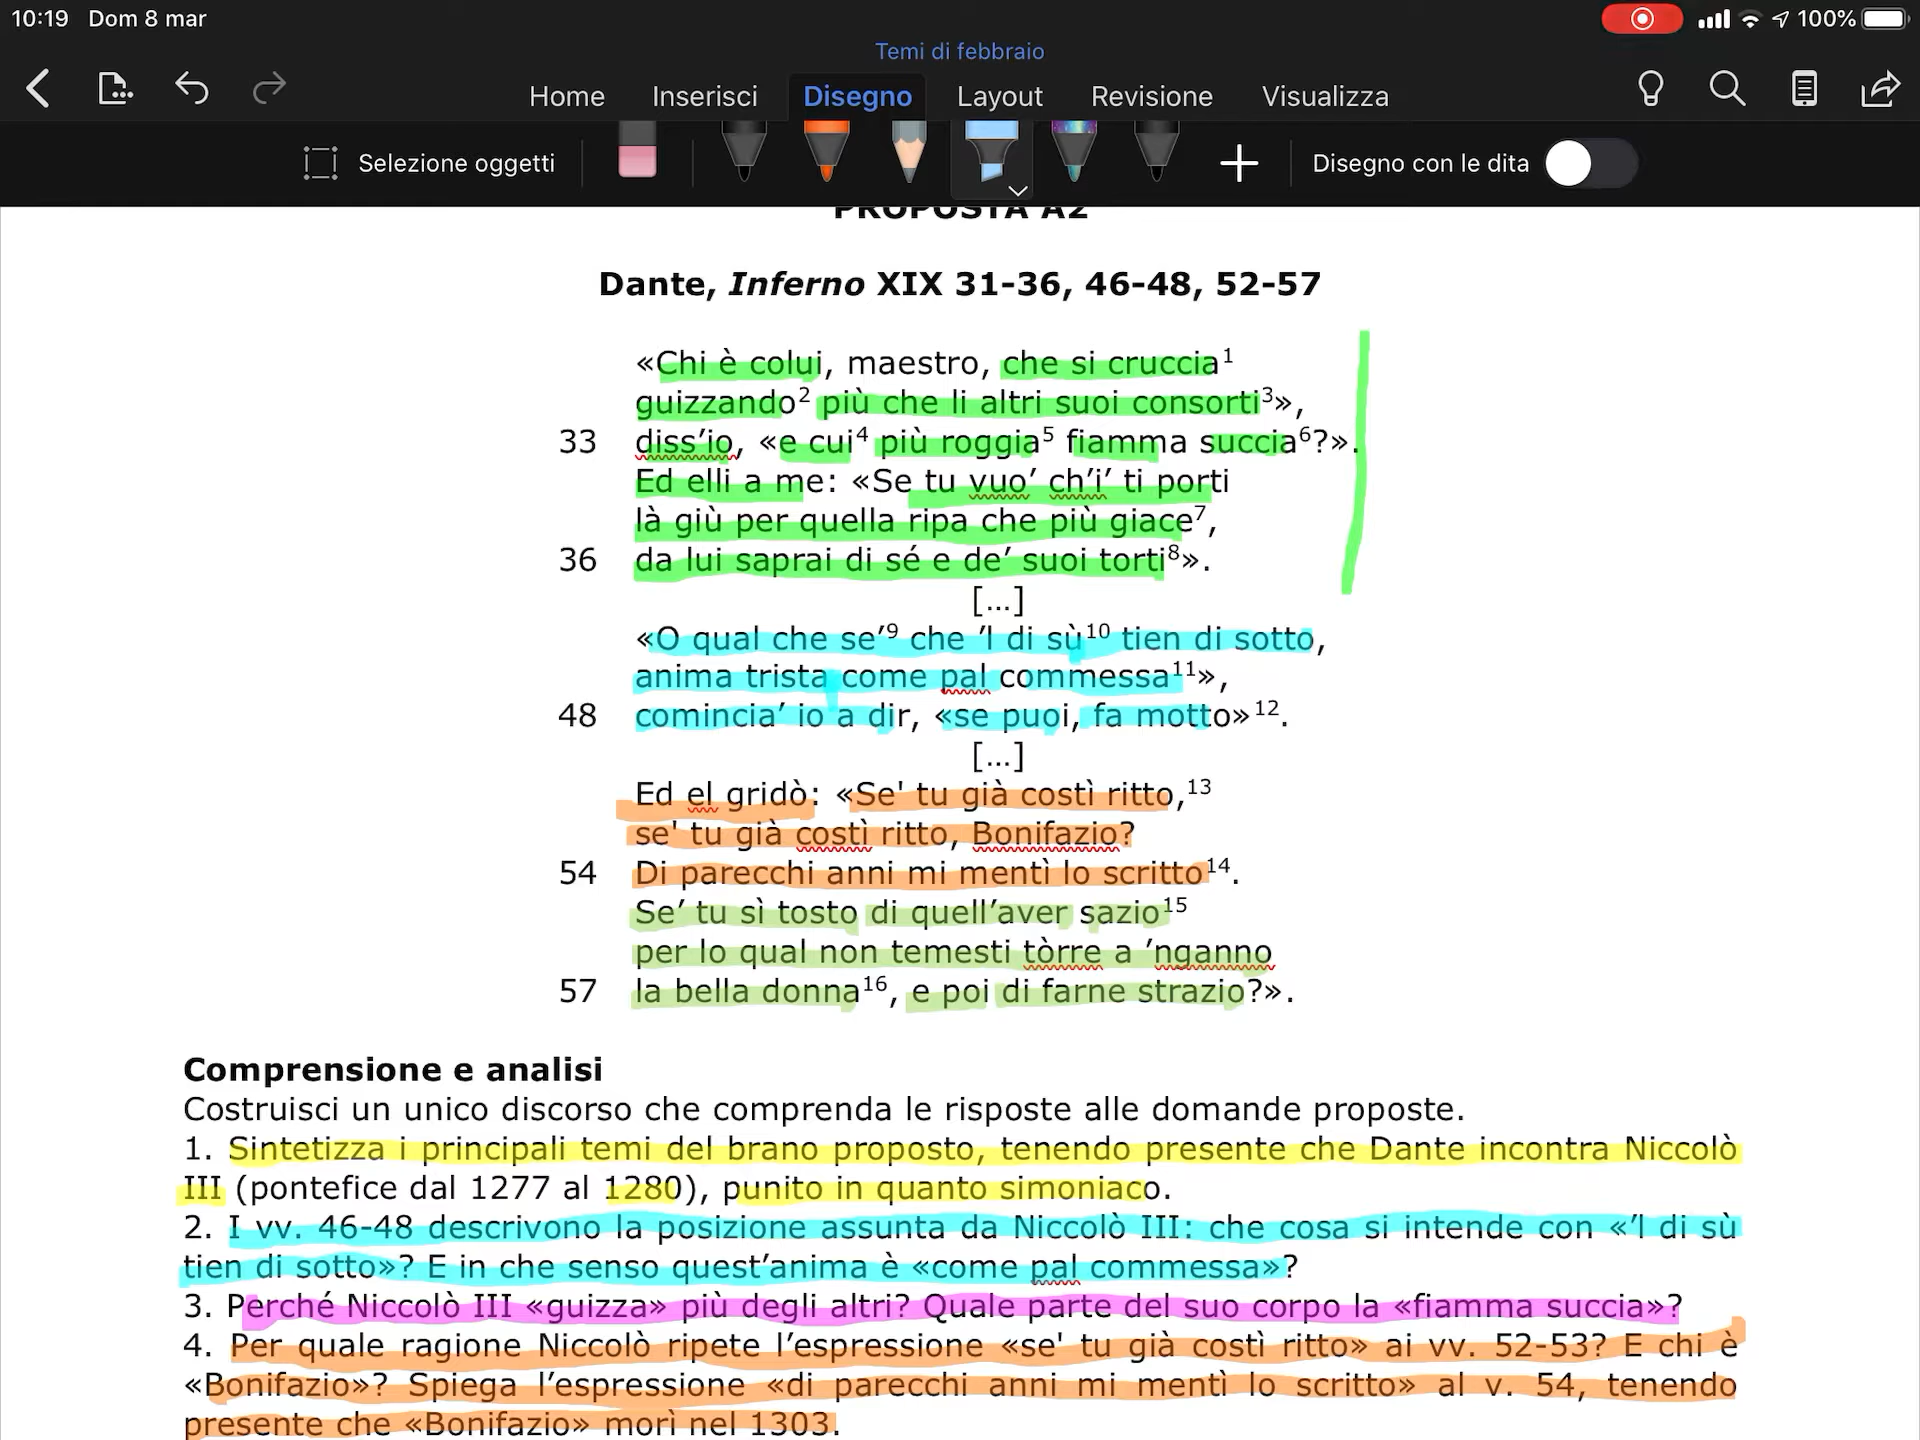 10:19 Dom 8 mar 100%
Temi di febbraio
Home Inserisci Disegno Layout Revisione Visualizza
Selezione oggetti Disegno con le dita
PROPOSTA A2
Dante, Inferno XIX 31-36, 46-48, 52-57
«Chi è colui, maestro, che si cruccia1
guizzando2 più che li altri suoi consorti3»,
33 diss’io, «e cui4 più roggia5 fiamma succia6?».
Ed elli a me: «Se tu vuo’ ch’i’ ti porti
là giù per quella ripa che più giace7,
36 da lui saprai di sé e de’ suoi torti8».
[…]
«O qual che se’9 che ’l di sù10 tien di sotto,
anima trista come pal commessa11»,
48 comincia’ io a dir, «se puoi, fa motto»12.
[…]
Ed el gridò: «Se' tu già costì ritto,13
se' tu già costì ritto, Bonifazio?
54 Di parecchi anni mi mentì lo scritto14.
Se’ tu sì tosto di quell’aver sazio15
per lo qual non temesti tòrre a ’nganno
57 la bella donna16, e poi di farne strazio?».
Comprensione e analisi
Costruisci un unico discorso che comprenda le risposte alle domande proposte.
1. Sintetizza i principali temi del brano proposto, tenendo presente che Dante incontra Niccolò
III (pontefice dal 1277 al 1280), punito in quanto simoniaco.
2. I vv. 46-48 descrivono la posizione assunta da Niccolò III: che cosa si intende con «’l di sù
tien di sotto»? E in che senso quest’anima è «come pal commessa»?
3. Perché Niccolò III «guizza» più degli altri? Quale parte del suo corpo la «fiamma succia»?
4. Per quale ragione Niccolò ripete l’espressione «se' tu già costì ritto» ai vv. 52-53? E chi è
«Bonifazio»? Spiega l’espressione «di parecchi anni mi mentì lo scritto» al v. 54, tenendo
presente che «Bonifazio» morì nel 1303.